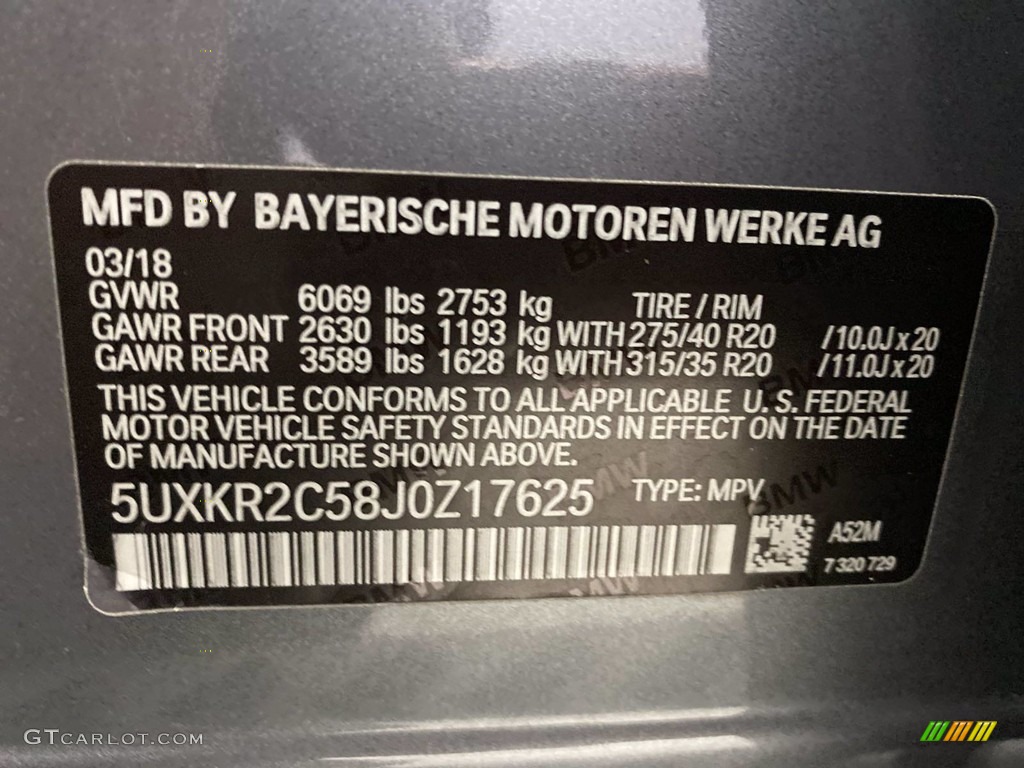 MFD BY BAYERISCHE MOTOREN WERKE AG
03/18
GVWR 6069 lbs 2753 kg TIRE / RIM
GAWR FRONT 2630 lbs 1193 kg WITH 275/40 R20 /10.0J x 20
GAWR REAR 3589 lbs 1628 kg WITH 315/35 R20 /11.0J x 20
THIS VEHICLE CONFORMS TO ALL APPLICABLE U. S. FEDERAL
MOTOR VEHICLE SAFETY STANDARDS IN EFFECT ON THE DATE
OF MANUFACTURE SHOWN ABOVE.
5UXKR2C58J0Z17625 TYPE: MPV
A52M
7 320 729
GTCARLOT.COM